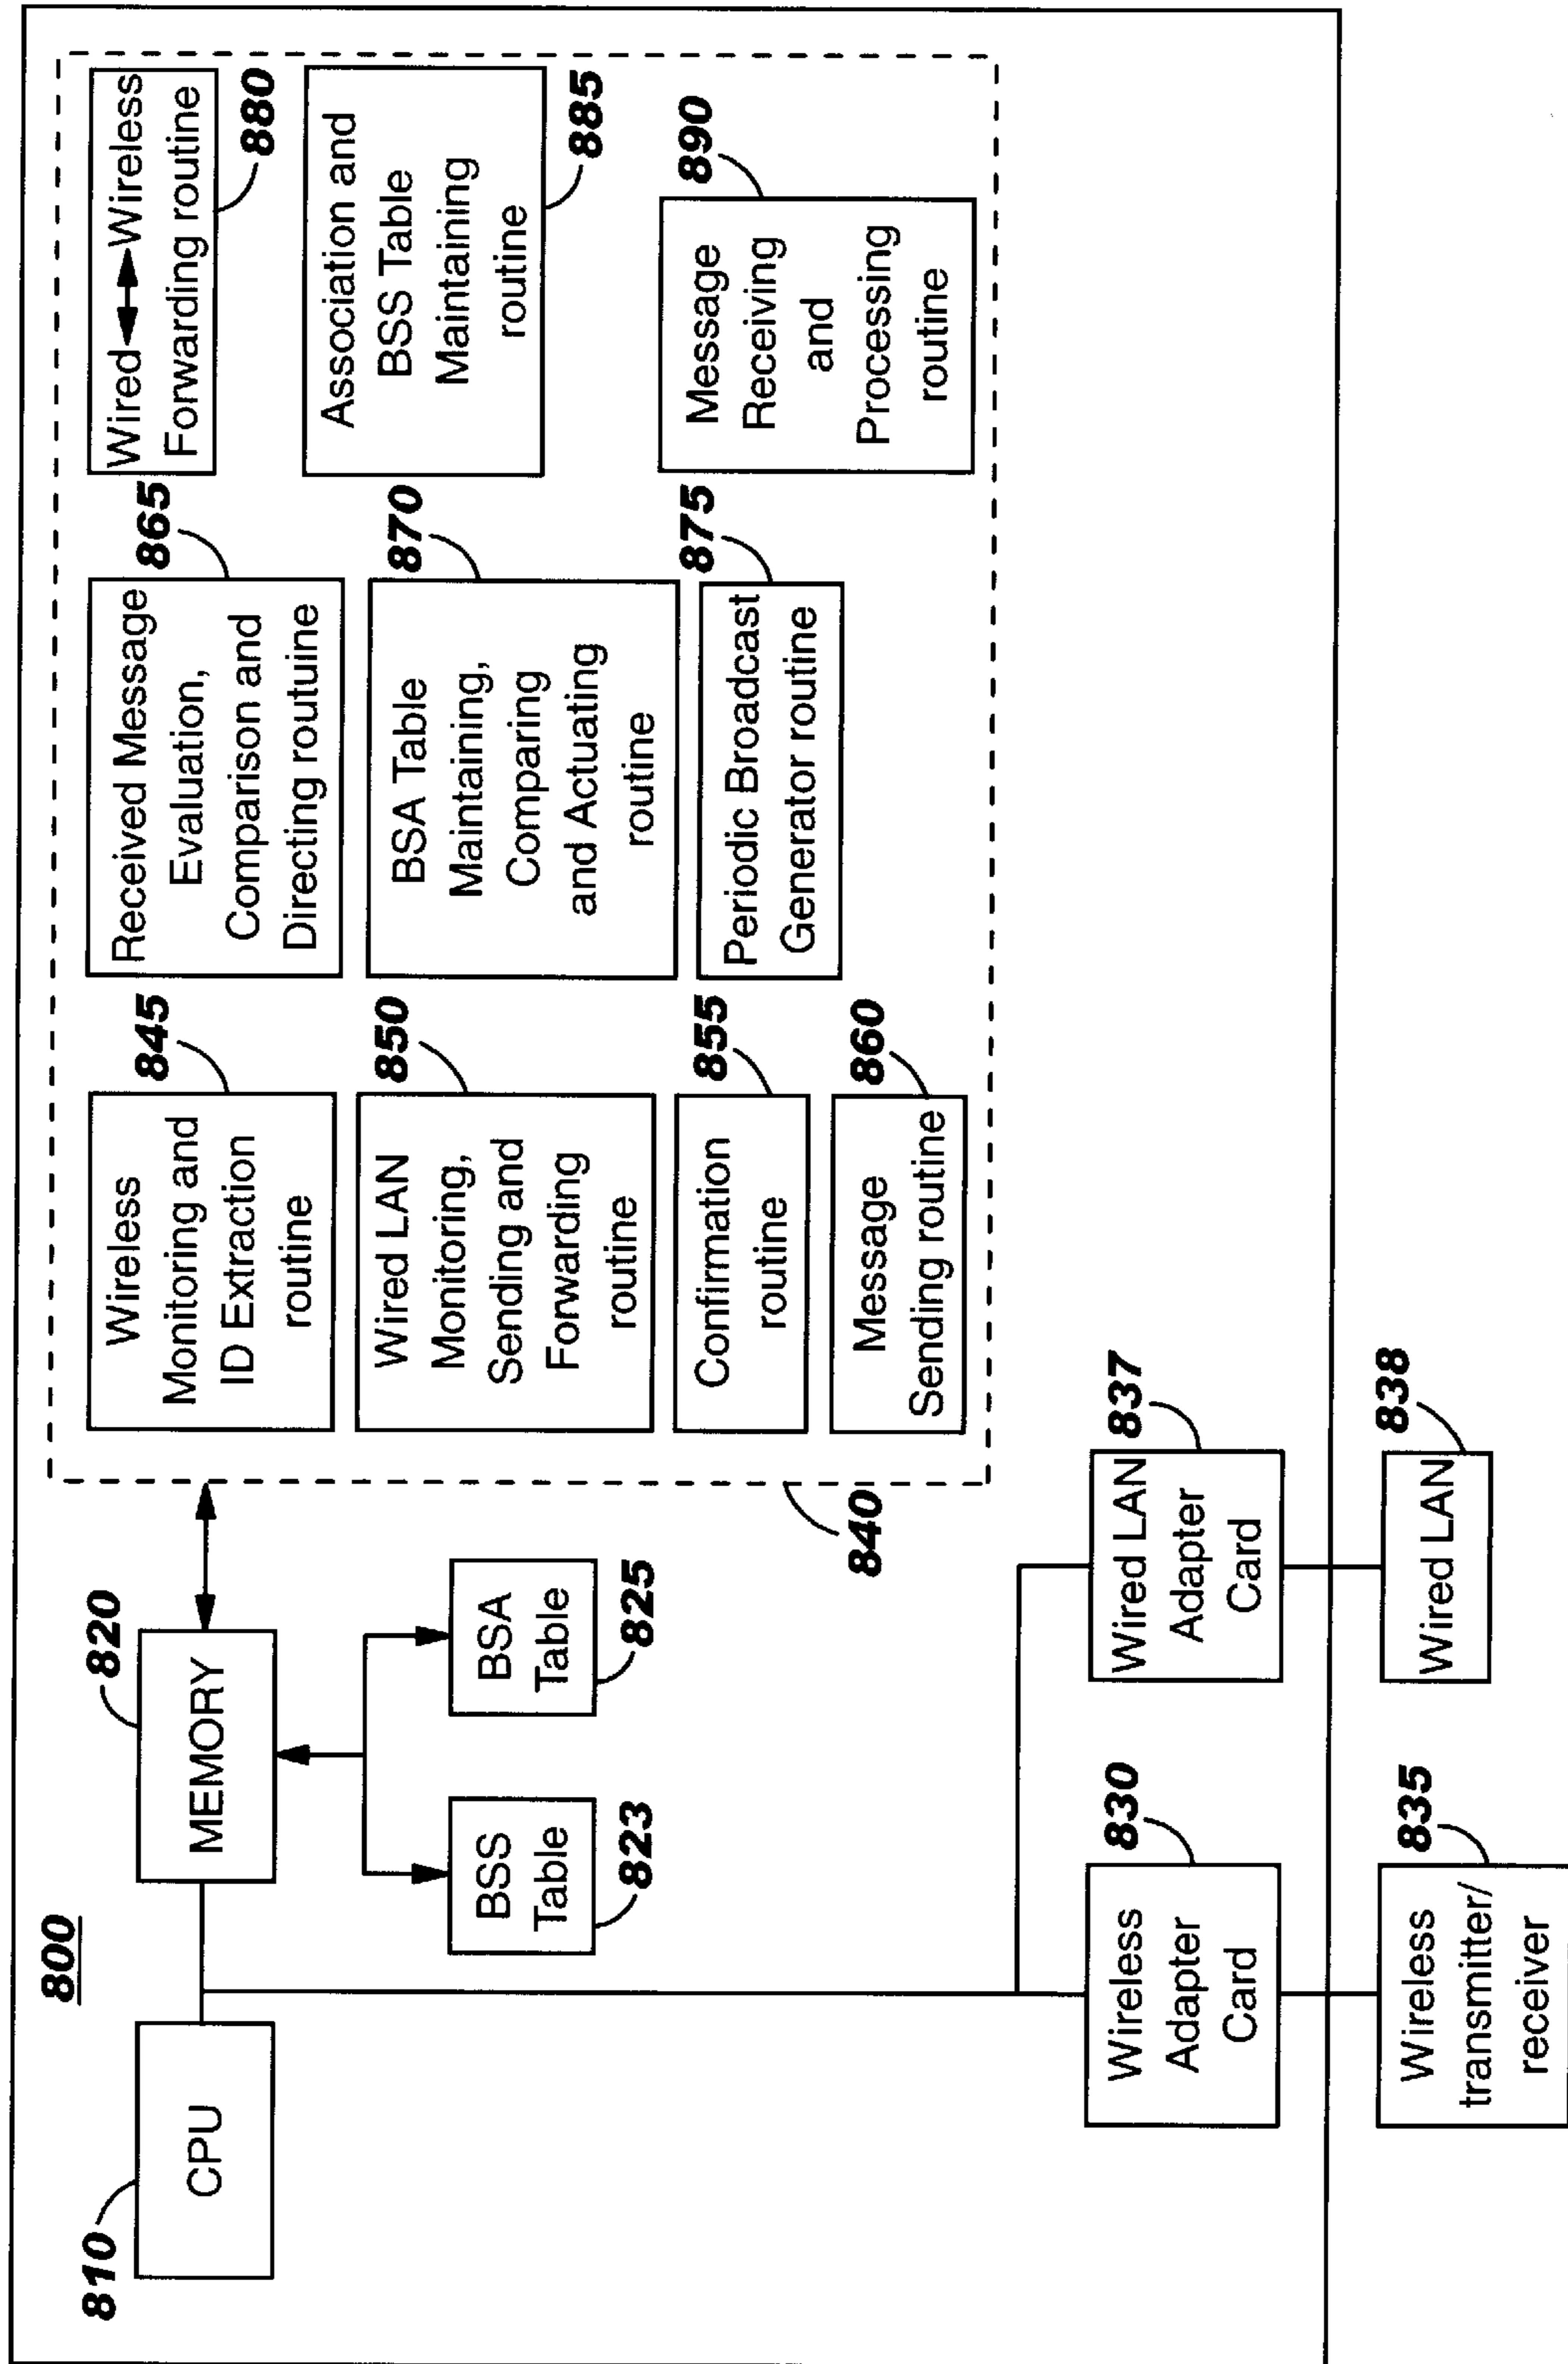 800
810
CPU
820
MEMORY
BSS
Table
823
BSA
Table
825
840
Wireless
Monitoring and
ID Extraction
routine
845
Wired LAN
Monitoring,
Sending and
Forwarding
routine
850
Confirmation
routine
855
Message
Sending routine
860
Received Message
Evaluation,
Comparison and
Directing routuine
865
BSA Table
Maintaining,
Comparing
and Actuating
routine
870
Periodic Broadcast
Generator routine
875
Wired Wireless
Forwarding routine
880
Association and
BSS Table
Maintaining
routine
885
Message
Receiving
and
Processing
routine
890
Wireless
Adapter
Card
830
Wired LAN
Adapter
Card
837
Wireless
transmitter/
receiver
835
Wired LAN
838